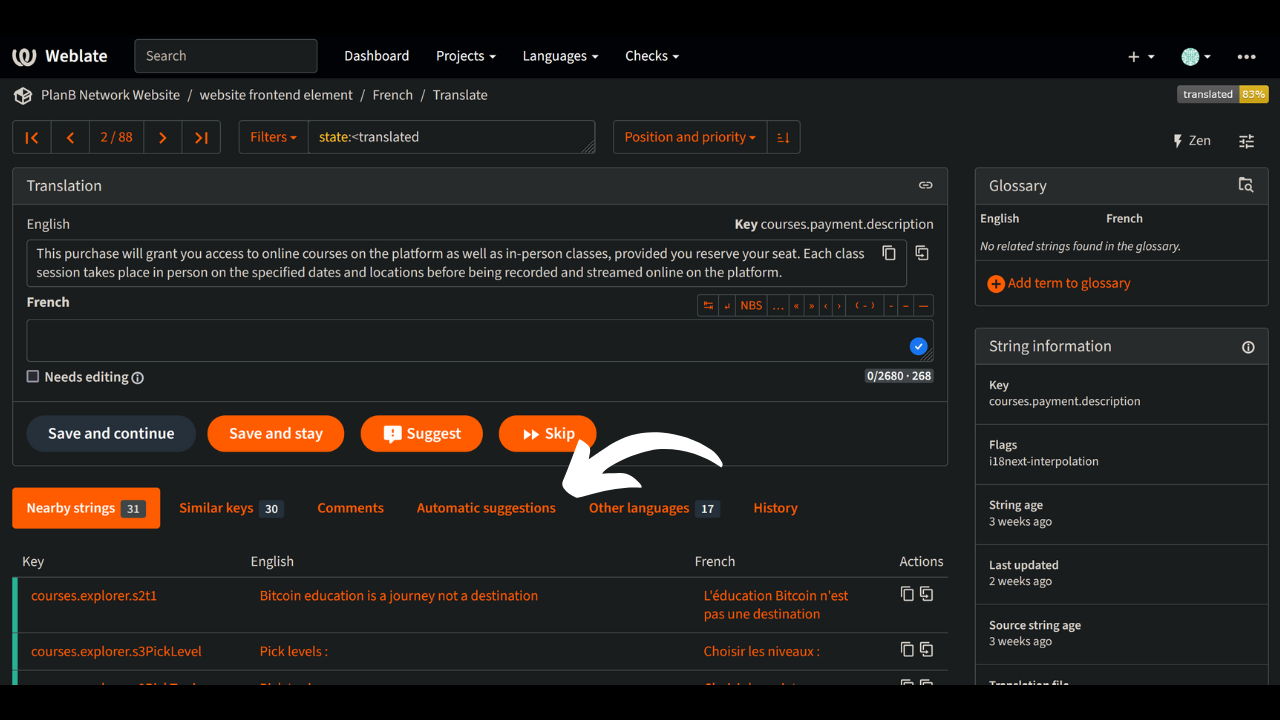 Weblate
Search
Dashboard
Projects
Languages
Checks
PlanB Network Website / website frontend element / French / Translate
translated 83%
2 / 88
Filters
state:<translated
Position and priority
Zen
Translation
English
Key courses.payment.description
This purchase will grant you access to online courses on the platform as well as in-person classes, provided you reserve your seat. Each class
session takes place in person on the specified dates and locations before being recorded and streamed online on the platform.
French
NBS … « » ‹ › ( - ) - – —
Needs editing
0/2680 · 268
Save and continue
Save and stay
Suggest
Skip
Nearby strings 31
Similar keys 30
Comments
Automatic suggestions
Other languages 17
History
Key English French Actions
courses.explorer.s2t1
Bitcoin education is a journey not a destination
L'éducation Bitcoin n'est
pas une destination
courses.explorer.s3PickLevel
Pick levels :
Choisir les niveaux :
Glossary
English French
No related strings found in the glossary.
Add term to glossary
String information
Key
courses.payment.description
Flags
i18next-interpolation
String age
3 weeks ago
Last updated
2 weeks ago
Source string age
3 weeks ago
Translation file